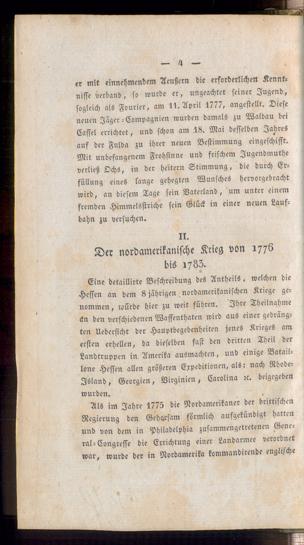 — 4 —
er mit einnehmendem Aeußern die erforderlichen Kennt-
nisse verband, so wurde er, ungeachtet seiner Jugend,
sogleich als Fourier, am 11. April 1777, angestellt. Diese
neuen Jäger-Campagnien wurden damals zu Waldau bei
Cassel errichtet, und schon am 18. Mai desselben Jahres
auf der Fulda zu ihrer neuen Bestimmung eingeschifft.
Mit unbefangenem Frohsinne und frischem Jugendmuthe
verließ Ochs, in der heitern Stimmung, die durch Er-
füllung eines lange gehegten Wunsches hervorgebracht
wird, an diesem Tage sein Vaterland, um unter einem
fremden Himmelsstriche sein Glück in einer neuen Lauf-
bahn zu versuchen.
II.
Der nordamerikanische Krieg von 1776
bis 1783.
Eine detaillirte Beschreibung des Antheils, welchen die
Hessen an dem 8jährigen nordamerikanischen Kriege ge-
nommen, würde hier zu weit führen. Ihre Theilnahme
an den verschiedenen Waffenthaten wird aus einer gedräng-
ten Uebersicht der Hauptbegebenheiten jenes Krieges am
ersten erhellen, da dieselben fast den dritten Theil der
Landtruppen in Amerika ausmachten, und einige Batail-
lone Hessen allen größeren Expeditionen, als: nach Rhode-
Island, Georgien, Virginien, Carolina ꝛc. beigegeben
wurden.
Als im Jahre 1775 die Nordamerikaner der brittischen
Regierung den Gehorsam förmlich aufgekündigt hatten
und von dem in Philadelphia zusammengetretenen Gene-
ral-Congresse die Errichtung einer Landarmee verordnet
war, wurde der in Nordamerika kommandirende englische